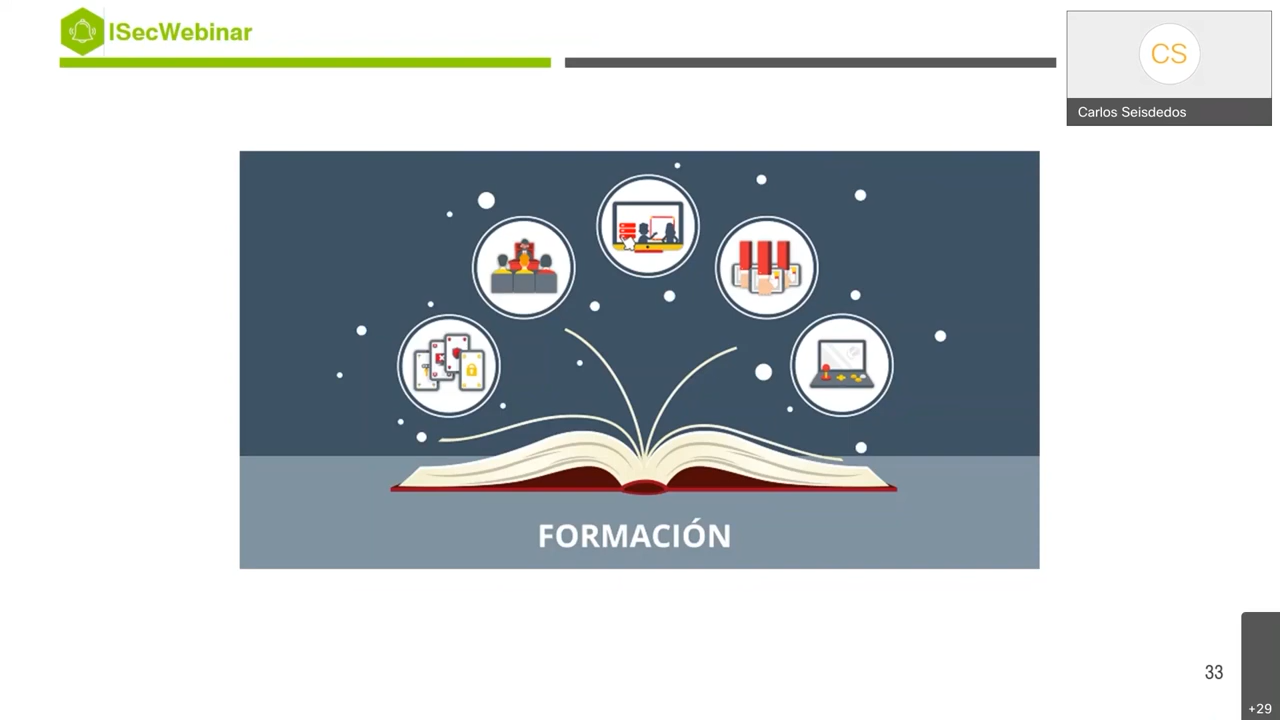 ISecWebinar
CS
Carlos Seisdedos
FORMACIÓN
33
+29